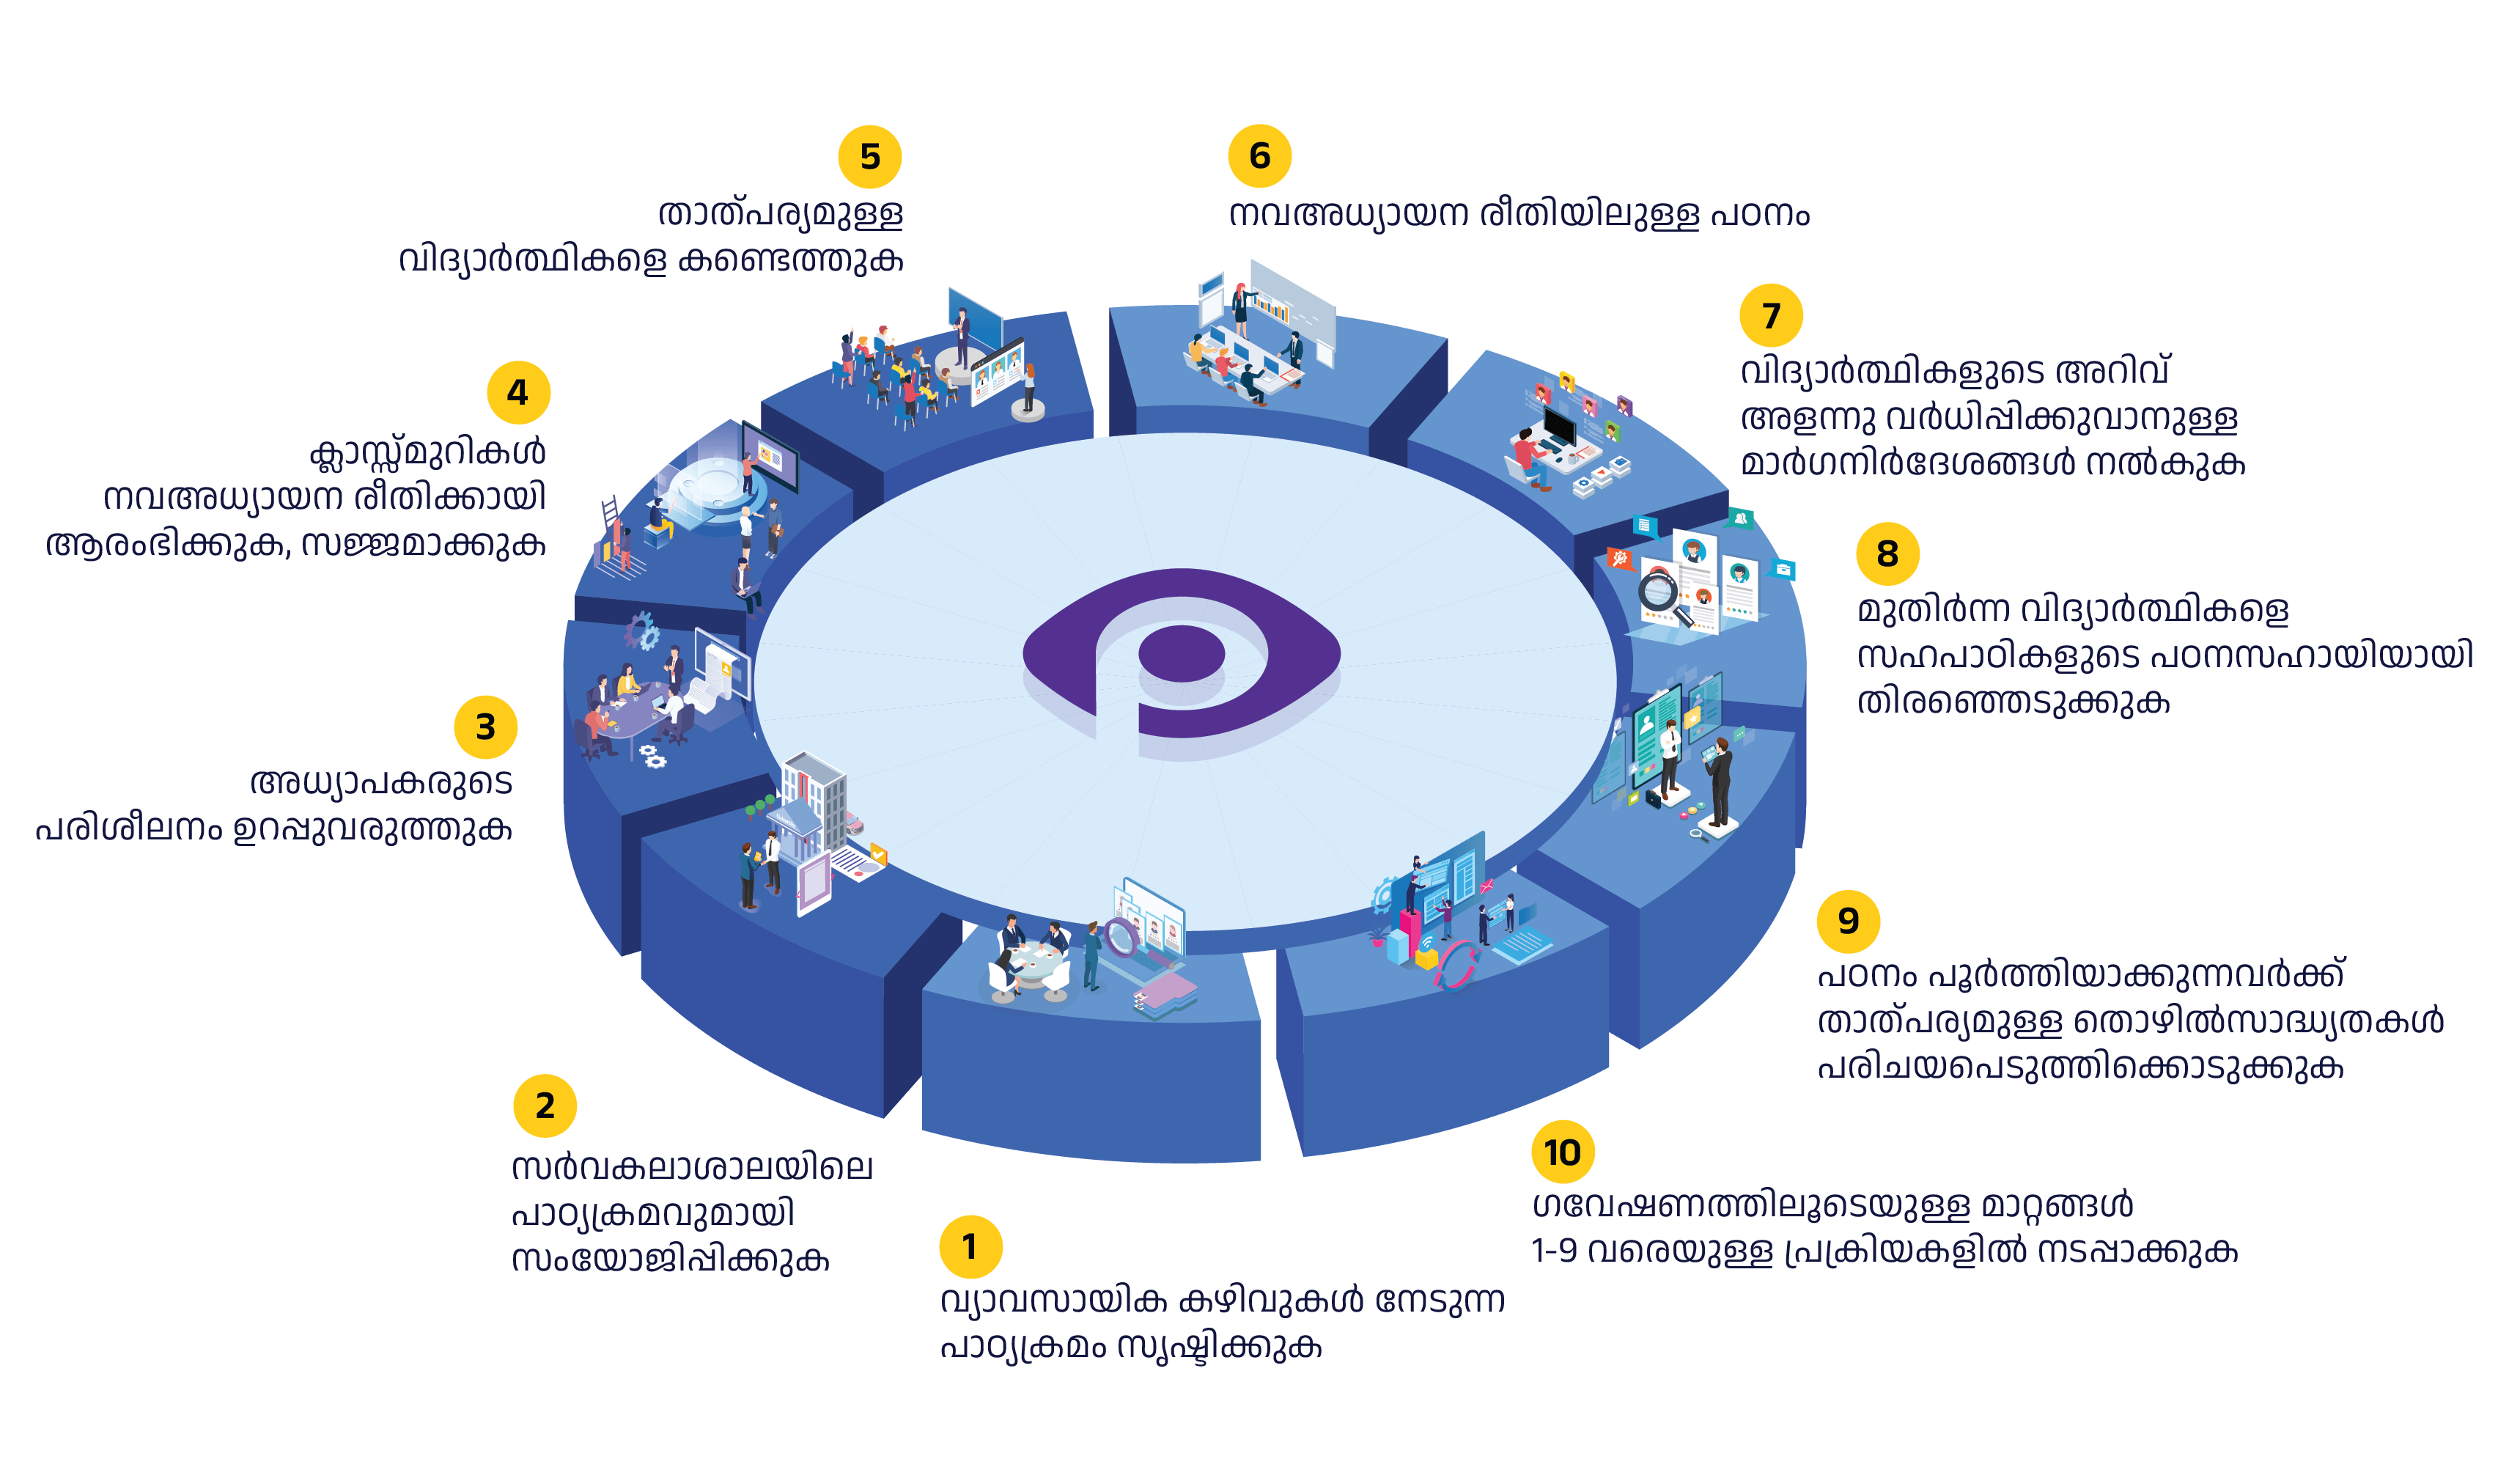 1
വ്യാവസായിക കഴിവുകൾ നേടുന്ന
പാഠ്യക്രമം സൃഷ്ടിക്കുക
2
സർവകലാശാലയിലെ
പാഠ്യക്രമവുമായി
സംയോജിപ്പിക്കുക
3
അധ്യാപകരുടെ
പരിശീലനം ഉറപ്പുവരുത്തുക
4
ക്ലാസ്സ്മുറികൾ
നവഅധ്യായന രീതിക്കായി
ആരംഭിക്കുക, സജ്ജമാക്കുക
5
താത്പര്യമുള്ള
വിദ്യാർത്ഥികളെ കണ്ടെത്തുക
6
നവഅധ്യായന രീതിയിലുള്ള പഠനം
7
വിദ്യാർത്ഥികളുടെ അറിവ്
അളന്നു വർധിപ്പിക്കുവാനുള്ള
മാർഗനിർദേശങ്ങൾ നൽകുക
8
മുതിർന്ന വിദ്യാർത്ഥികളെ
സഹപാഠികളുടെ പഠനസഹായിയായി
തിരഞ്ഞെടുക്കുക
9
പഠനം പൂർത്തിയാക്കുന്നവർക്ക്
താത്പര്യമുള്ള തൊഴിൽസാദ്ധ്യതകൾ
പരിചയപെടുത്തിക്കൊടുക്കുക
10
ഗവേഷണത്തിലൂടെയുള്ള മാറ്റങ്ങൾ
1-9 വരെയുള്ള പ്രക്രിയകളിൽ നടപ്പാക്കുക